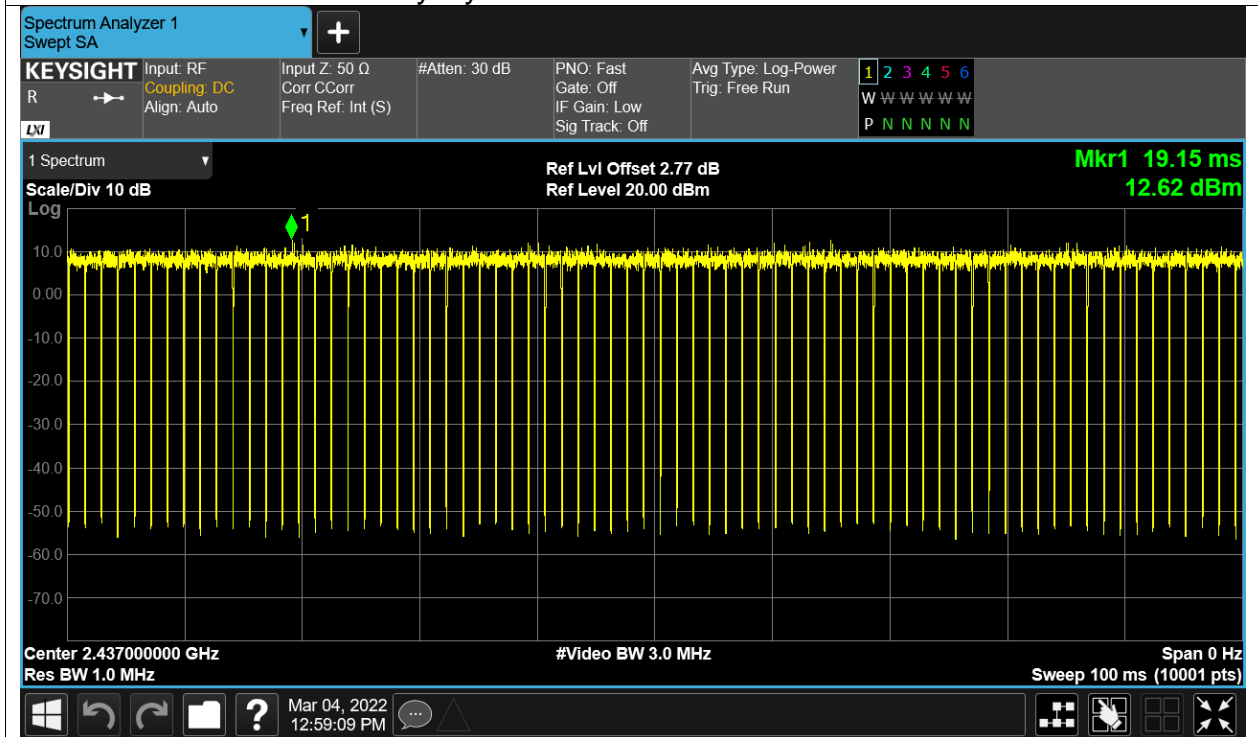 Spectrum Analyzer 1
Swept SA
+
KEYSIGHT
R
LXI
Input: RF
Coupling: DC
Align: Auto
Input Z: 50 Ω
Corr CCorr
Freq Ref: Int (S)
#Atten: 30 dB
PNO: Fast
Gate: Off
IF Gain: Low
Sig Track: Off
Avg Type: Log-Power
Trig: Free Run
1 2 3 4 5 6
W W W W W W
P N N N N N
1 Spectrum
Scale/Div 10 dB
Log
Ref Lvl Offset 2.77 dB
Ref Level 20.00 dBm
Mkr1 19.15 ms
12.62 dBm
1
10.0
0.00
-10.0
-20.0
-30.0
-40.0
-50.0
-60.0
-70.0
Center 2.437000000 GHz
Res BW 1.0 MHz
#Video BW 3.0 MHz
Span 0 Hz
Sweep 100 ms (10001 pts)
?
Mar 04, 2022
12:59:09 PM